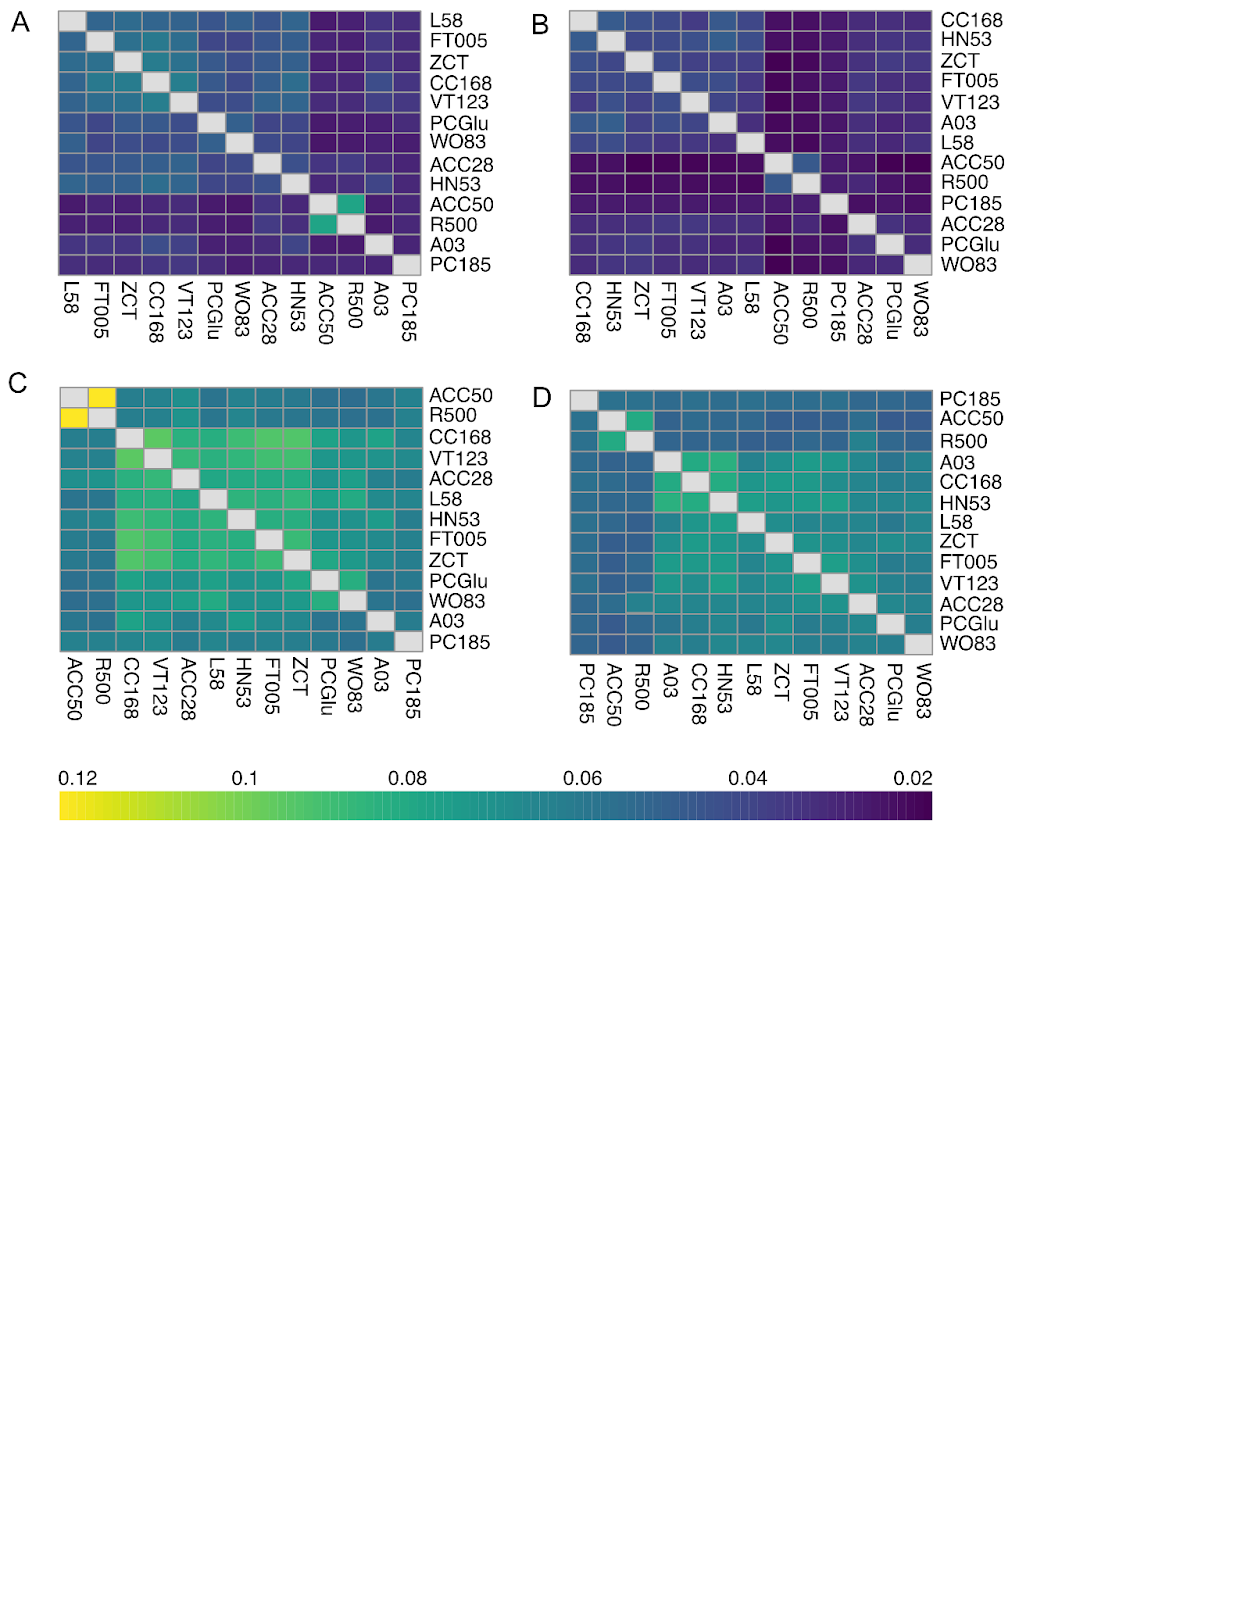 A
L58
FT005
ZCT
CC168
VT123
PCGlu
WO83
ACC28
HN53
ACC50
R500
A03
PC185
L58 FT005 ZCT CC168 VT123 PCGlu WO83 ACC28 HN53 ACC50 R500 A03 PC185
B
CC168
HN53
ZCT
FT005
VT123
A03
L58
ACC50
R500
PC185
ACC28
PCGlu
WO83
CC168 HN53 ZCT FT005 VT123 A03 L58 ACC50 R500 PC185 ACC28 PCGlu WO83
C
ACC50
R500
CC168
VT123
ACC28
L58
HN53
FT005
ZCT
PCGlu
WO83
A03
PC185
ACC50 R500 CC168 VT123 ACC28 L58 HN53 FT005 ZCT PCGlu WO83 A03 PC185
D
PC185
ACC50
R500
A03
CC168
HN53
L58
ZCT
FT005
VT123
ACC28
PCGlu
WO83
PC185 ACC50 R500 A03 CC168 HN53 L58 ZCT FT005 VT123 ACC28 PCGlu WO83
0.12 0.1 0.08 0.06 0.04 0.02